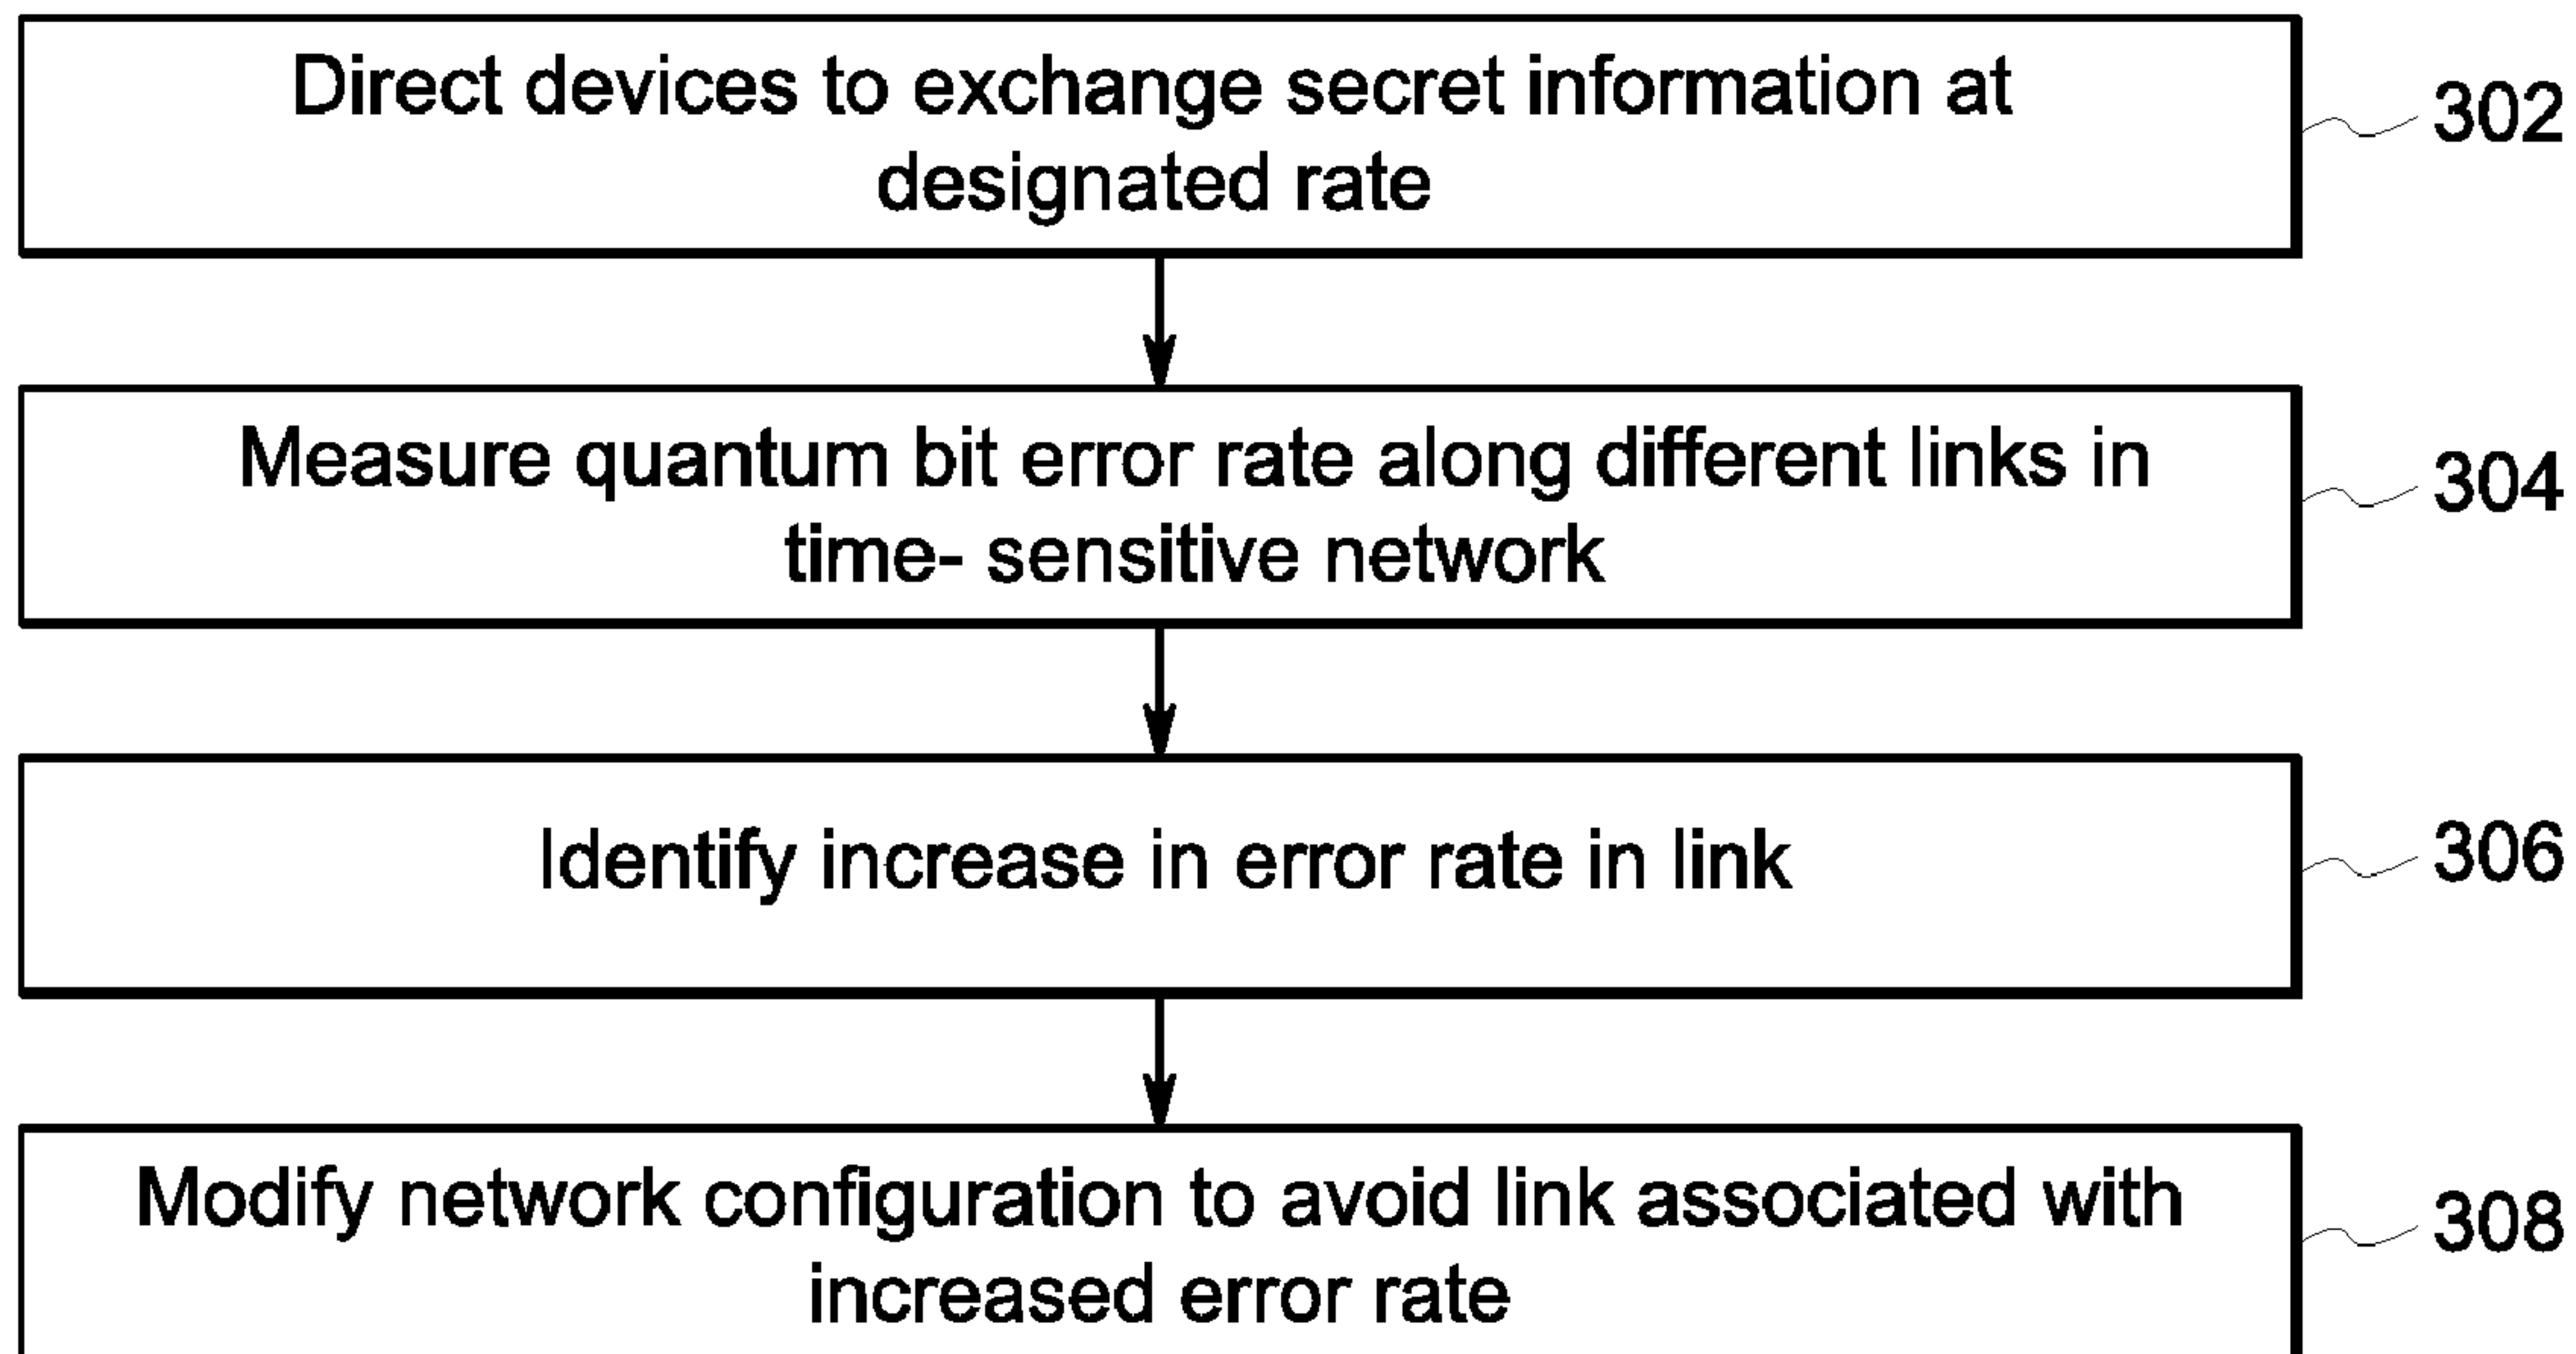 Direct devices to exchange secret information at
designated rate
302
Measure quantum bit error rate along different links in
time- sensitive network
304
Identify increase in error rate in link
306
Modify network configuration to avoid link associated with
increased error rate
308